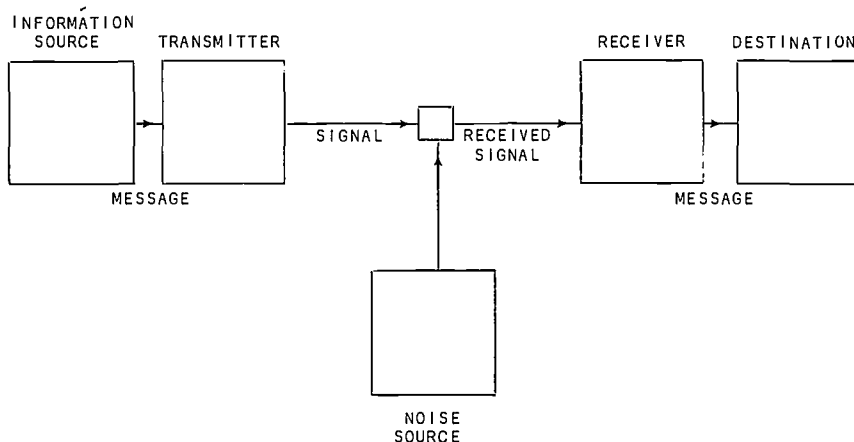 INFORMATION
SOURCE
TRANSMITTER
RECEIVER
DESTINATION
SIGNAL
RECEIVED
SIGNAL
MESSAGE
MESSAGE
NOISE
SOURCE